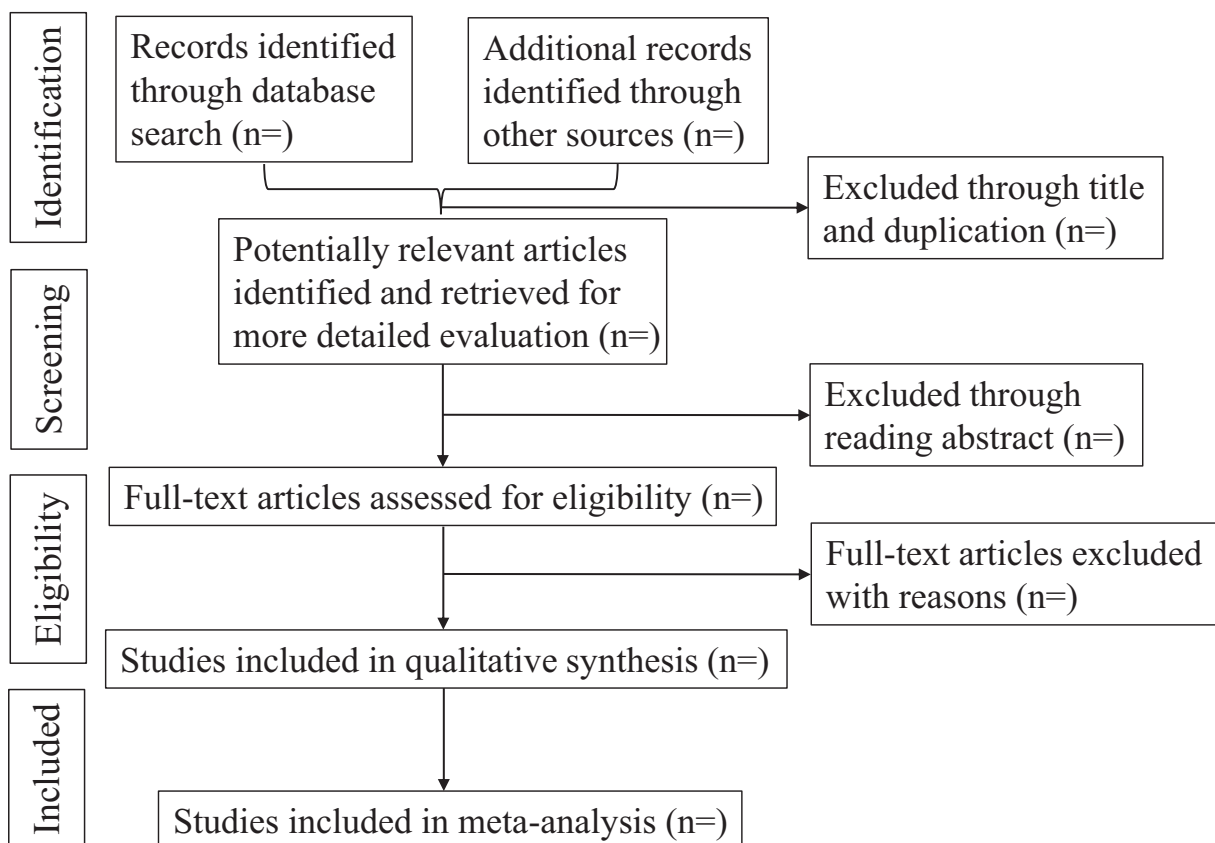 Identification
Records identified
through database
search (n=)
Additional records
identified through
other sources (n=)
Excluded through title
and duplication (n=)
Potentially relevant articles
identified and retrieved for
more detailed evaluation (n=)
Screening
Excluded through
reading abstract (n=)
Full-text articles assessed for eligibility (n=)
Eligibility
Full-text articles excluded
with reasons (n=)
Studies included in qualitative synthesis (n=)
Included
Studies included in meta-analysis (n=)